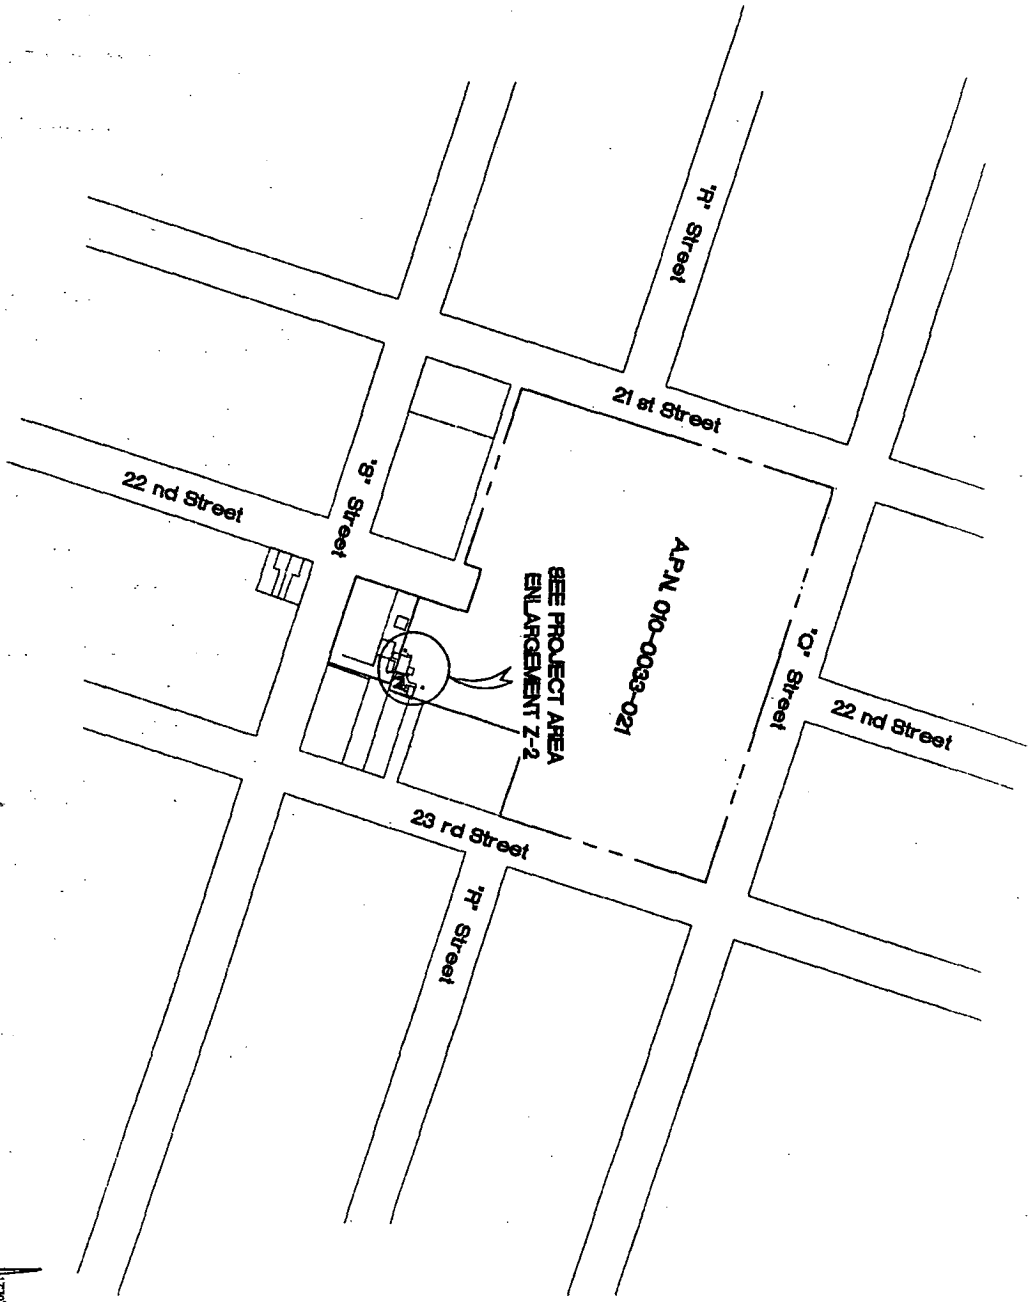 "R" Street
21 st Street
"S" Street
22 nd Street
A.P.N. 010-0033-021
SEE PROJECT AREA
ENLARGEMENT Z-2
"Q" Street
22 nd Street
23 rd Street
"R" Street